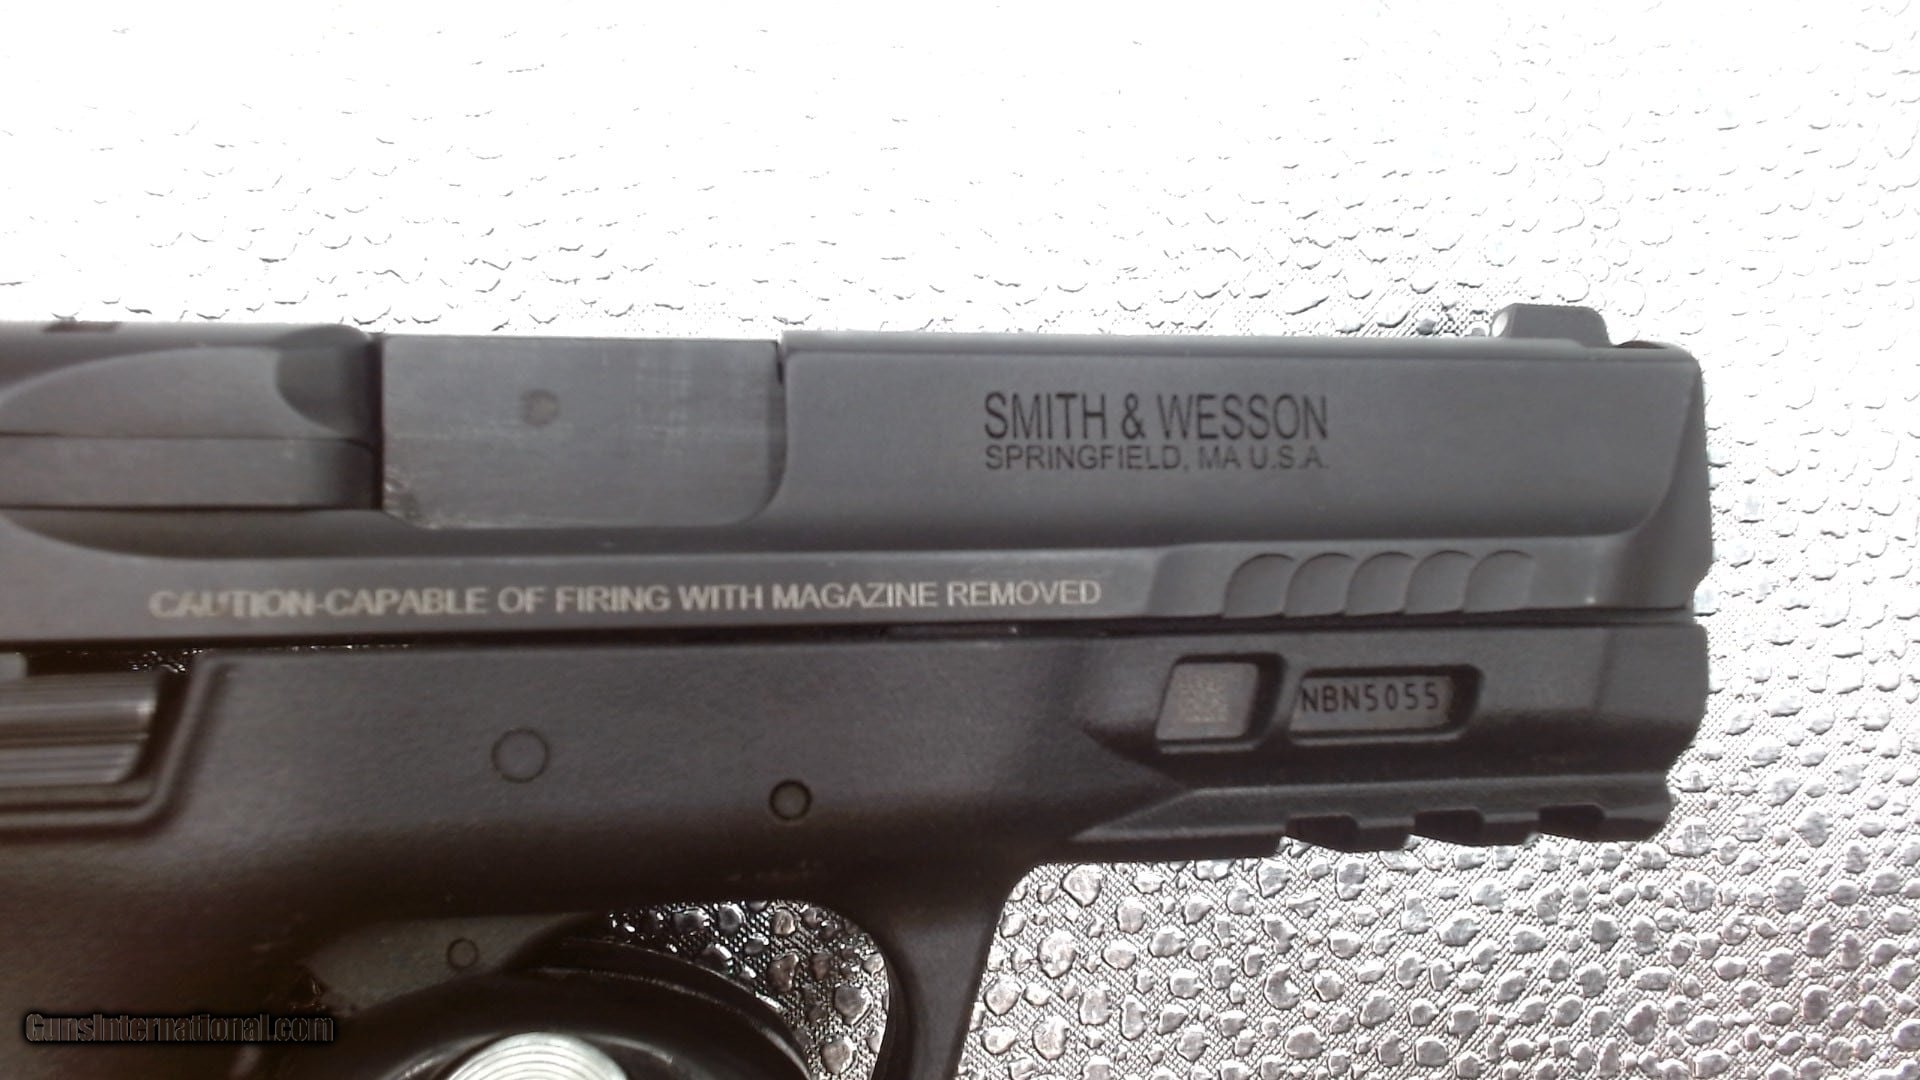 SMITH & WESSON
SPRINGFIELD, MA U.S.A.
CAUTION-CAPABLE OF FIRING WITH MAGAZINE REMOVED
NBN5055
GunsInternational.com